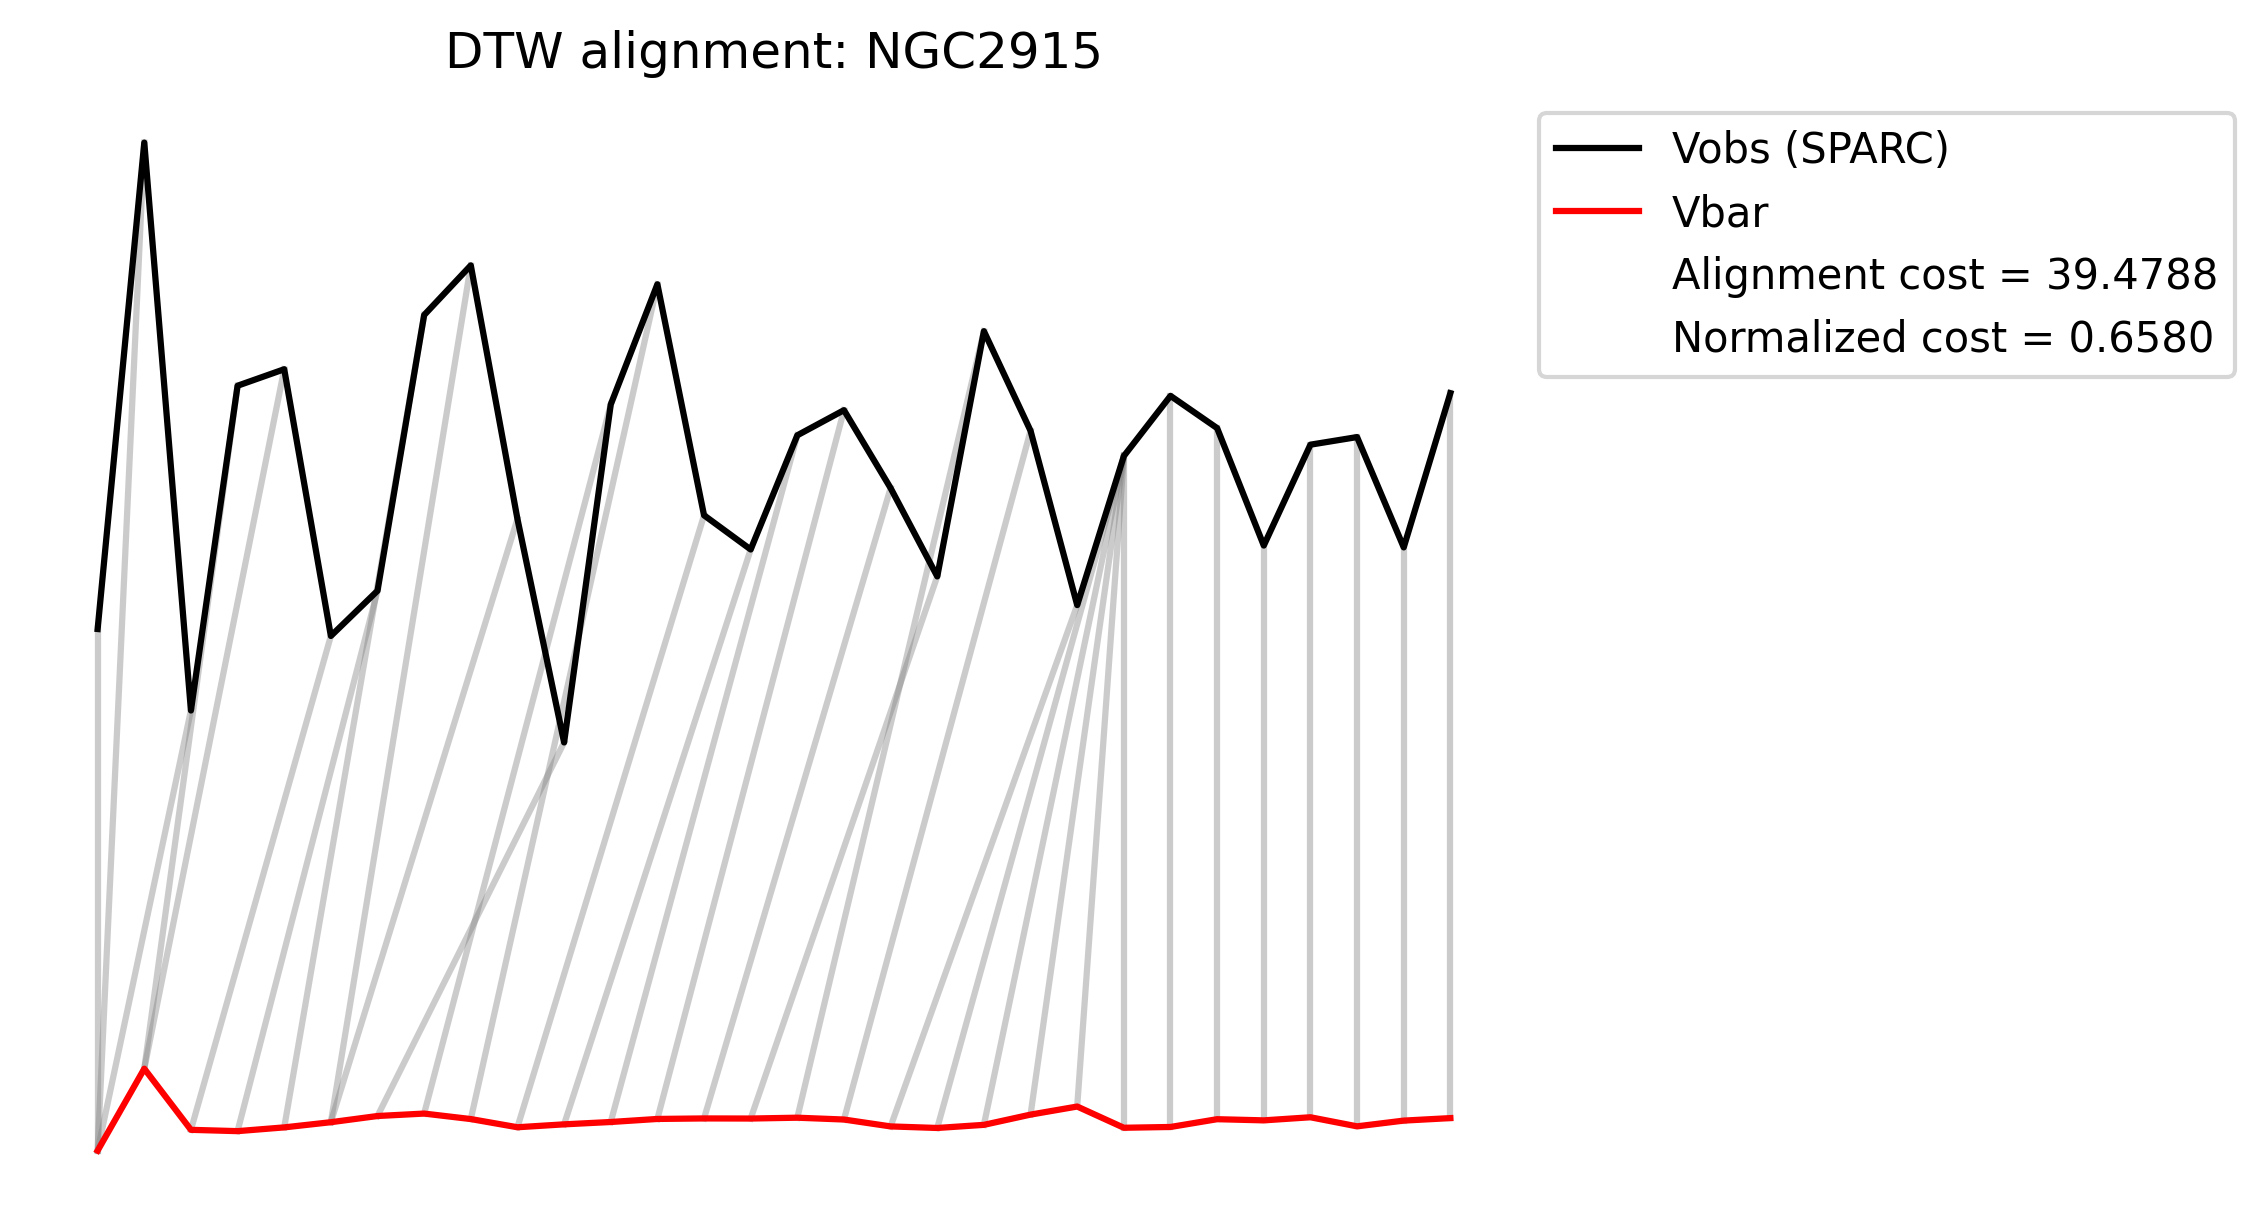 DTW alignment: NGC2915
Vobs (SPARC)
Vbar
Alignment cost = 39.4788
Normalized cost = 0.6580